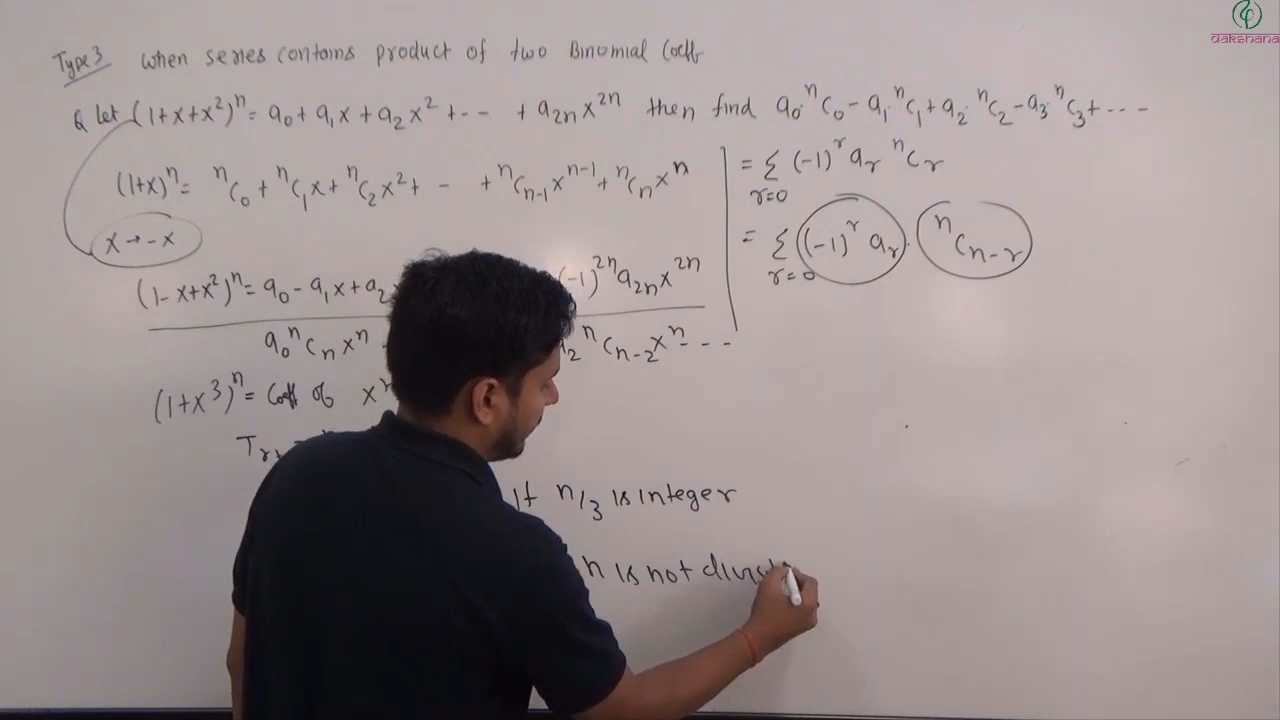 dakshana
Type 3 when series contains product of two Binomial Coeff
Q let (1+x+x²)ⁿ = a₀ + a₁x + a₂x² + -- + a₂ₙx²ⁿ then find a₀·ⁿC₀ - a₁·ⁿC₁ + a₂·ⁿC₂ - a₃·ⁿC₃ + ----
(1+x)ⁿ = ⁿC₀ + ⁿC₁x + ⁿC₂x² + - + ⁿCₙ₋₁xⁿ⁻¹ + ⁿCₙxⁿ
x → -x
(1-x+x²)ⁿ = a₀ - a₁x + a₂ (-1)²ⁿa₂ₙx²ⁿ
a₀ⁿCₙxⁿ a₂ⁿCₙ₋₂xⁿ ---
(1+x³)ⁿ = Coeff of x
T
If n/3 is integer
n is not
= Σ r=0 (-1)ʳ aᵣ ⁿCᵣ
= Σ r=0 (-1)ʳ aᵣ · ⁿCₙ₋ᵣ